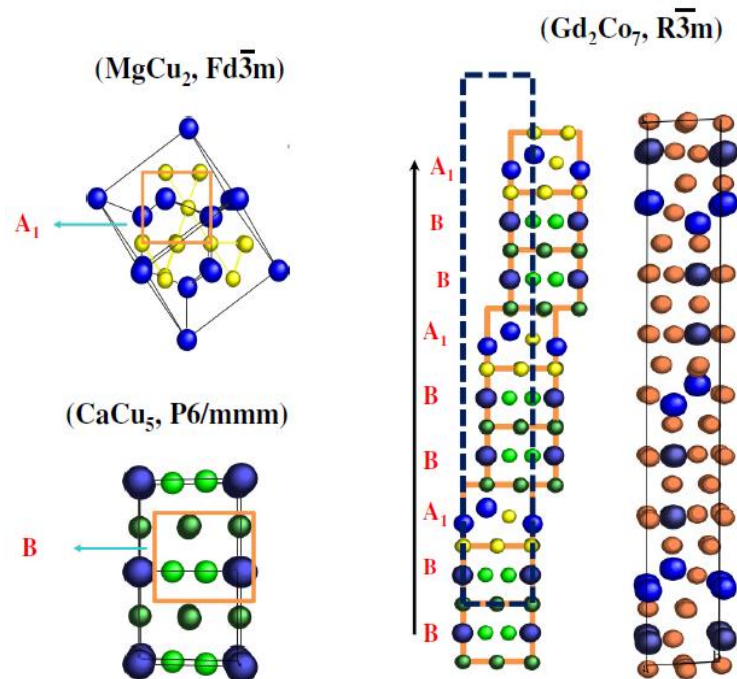 (MgCu₂, Fd3̅m)
A₁
(CaCu₅, P6/mmm)
B
(Gd₂Co₇, R3̅m)
A₁
B
B
A₁
B
B
A₁
B
B